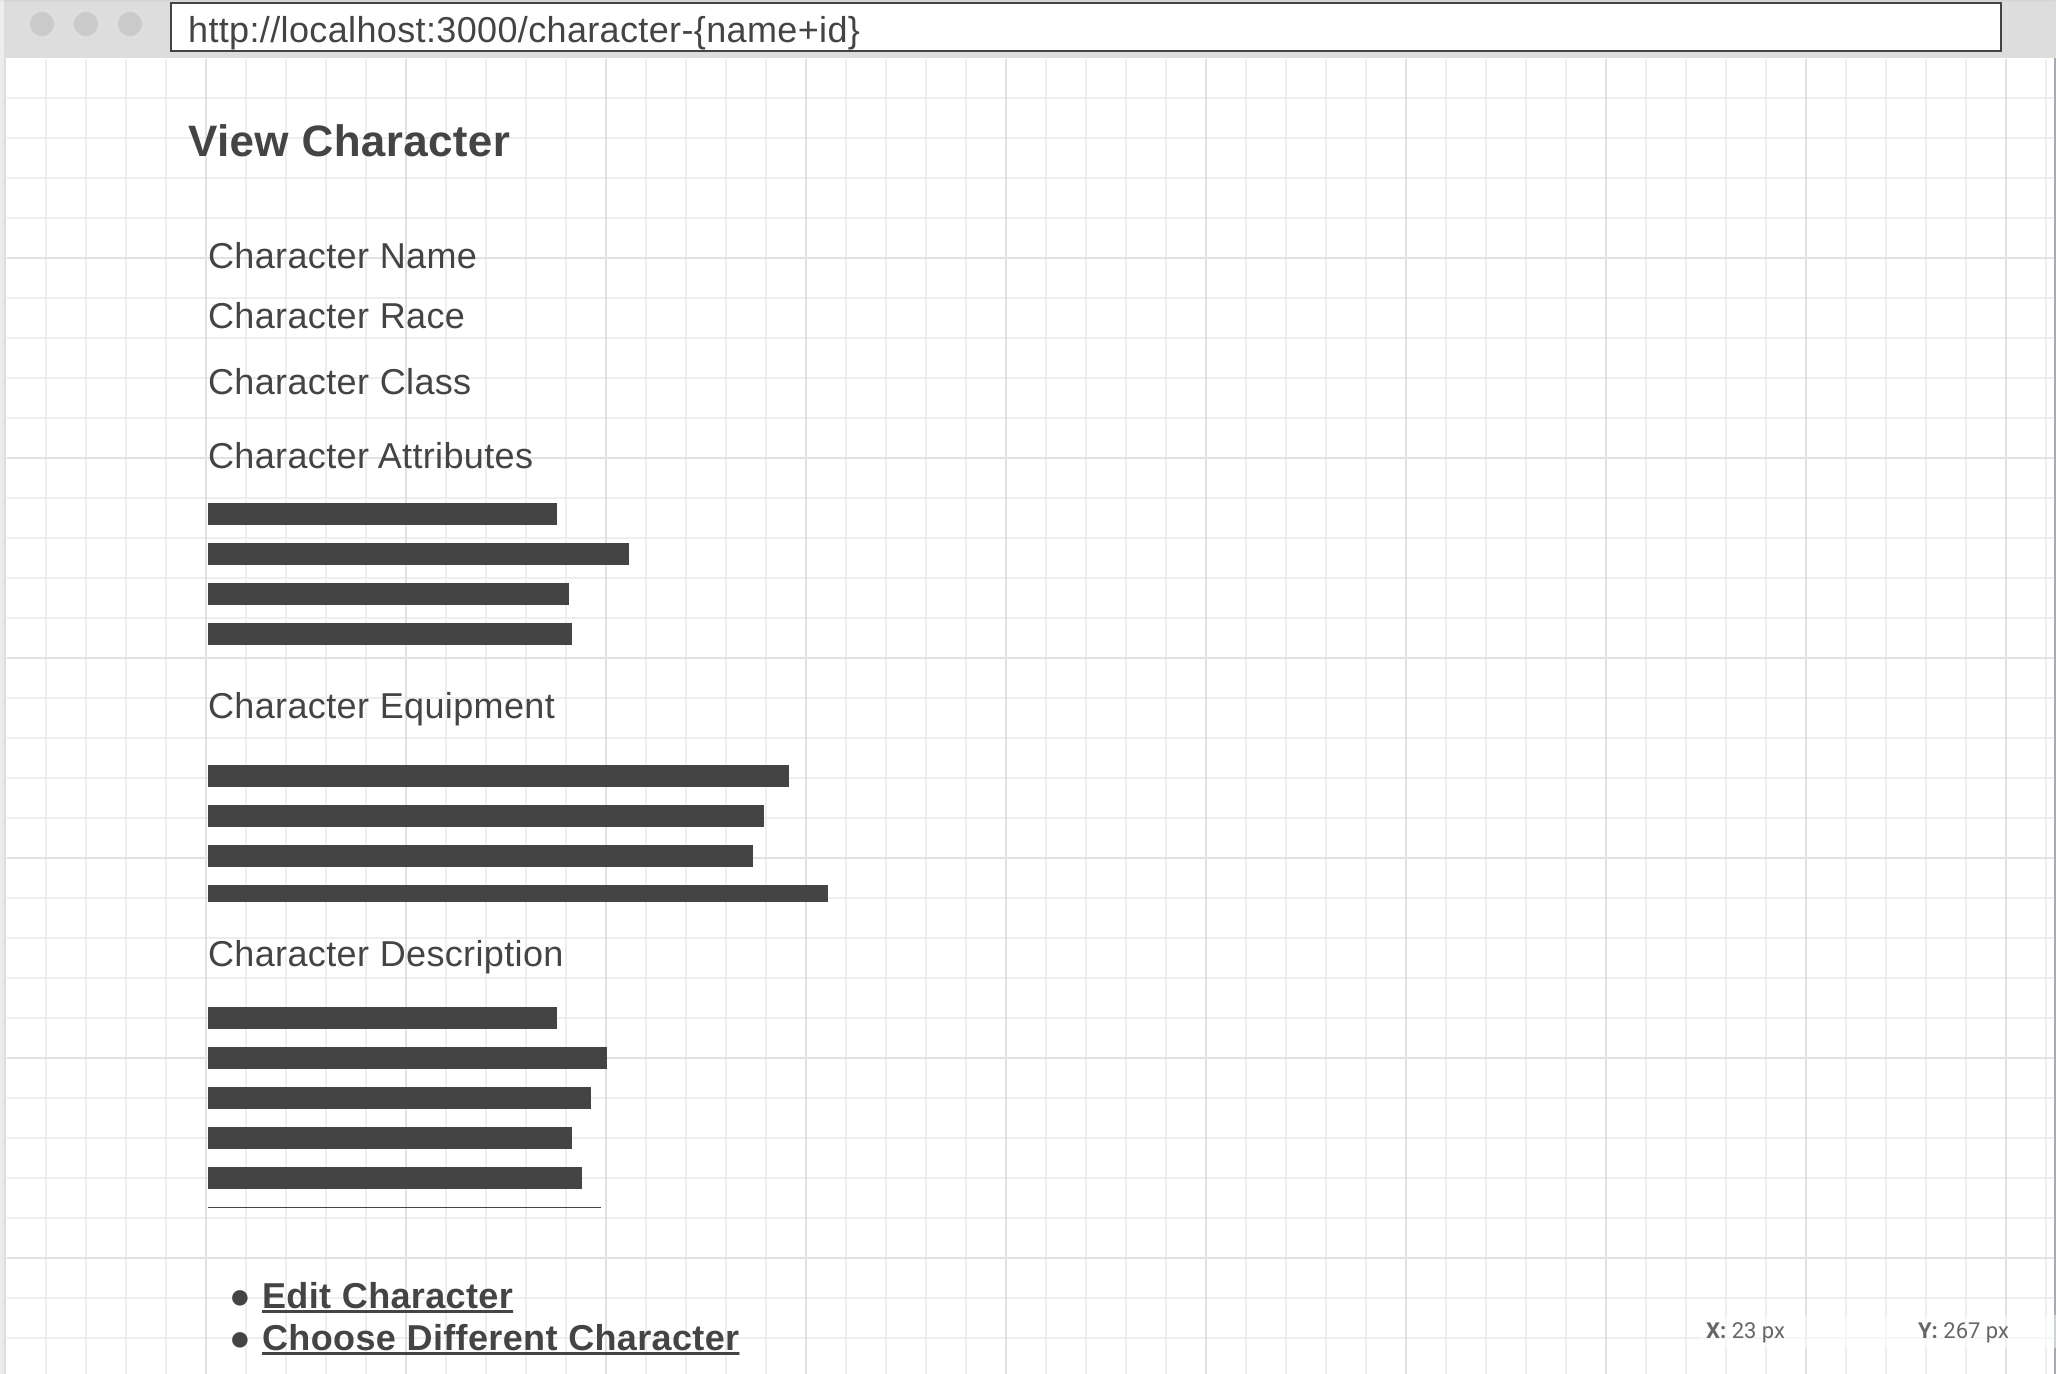 http://localhost:3000/character-{name+id}
View Character
Character Name
Character Race
Character Class
Character Attributes
Character Equipment
Character Description
● Edit Character
● Choose Different Character
X: 23 px Y: 267 px